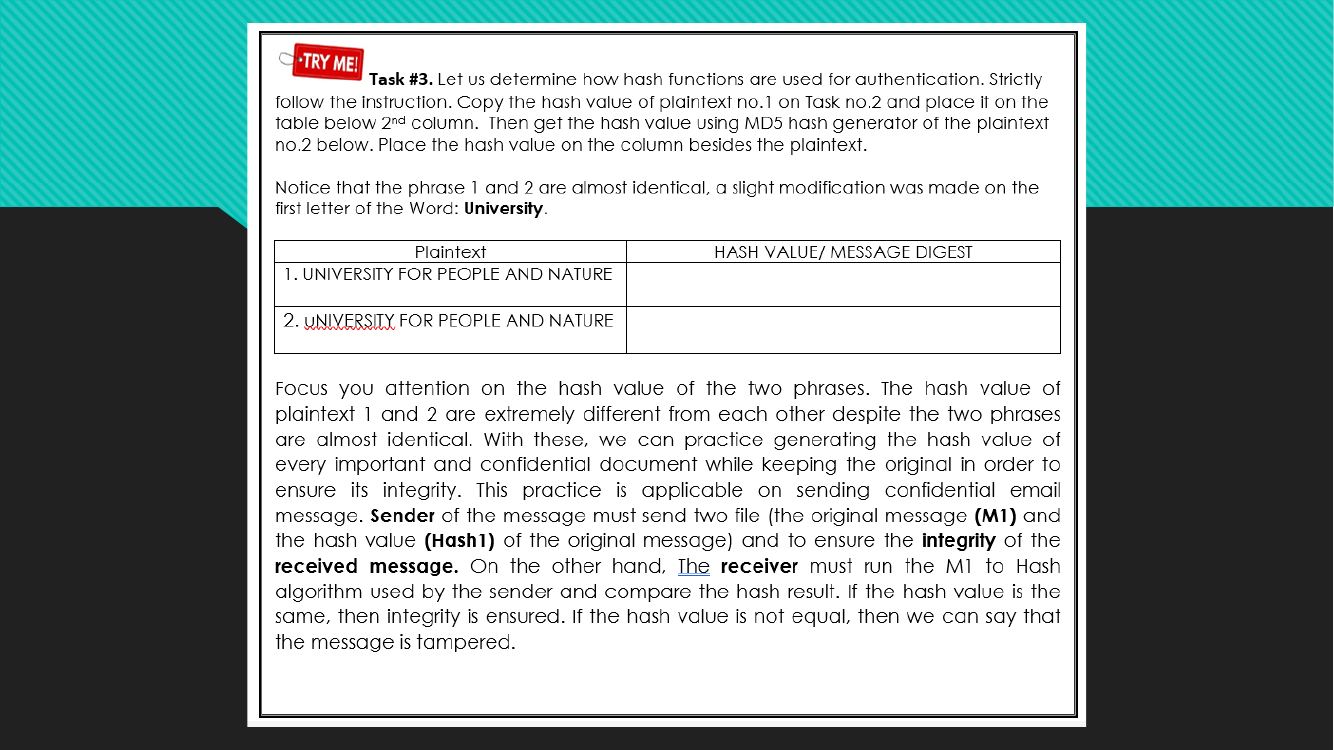 TRY ME!
Task #3. Let us determine how hash functions are used for authentication. Strictly
follow the instruction. Copy the hash value of plaintext no.1 on Task no.2 and place it on the
table below 2nd column. Then get the hash value using MD5 hash generator of the plaintext
no.2 below. Place the hash value on the column besides the plaintext.
Notice that the phrase 1 and 2 are almost identical, a slight modification was made on the
first letter of the Word: University.
Plaintext HASH VALUE/ MESSAGE DIGEST
1. UNIVERSITY FOR PEOPLE AND NATURE
2. uNIVERSITY FOR PEOPLE AND NATURE
Focus you attention on the hash value of the two phrases. The hash value of
plaintext 1 and 2 are extremely different from each other despite the two phrases
are almost identical. With these, we can practice generating the hash value of
every important and confidential document while keeping the original in order to
ensure its integrity. This practice is applicable on sending confidential email
message. Sender of the message must send two file (the original message (M1) and
the hash value (Hash1) of the original message) and to ensure the integrity of the
received message. On the other hand, The receiver must run the M1 to Hash
algorithm used by the sender and compare the hash result. If the hash value is the
same, then integrity is ensured. If the hash value is not equal, then we can say that
the message is tampered.